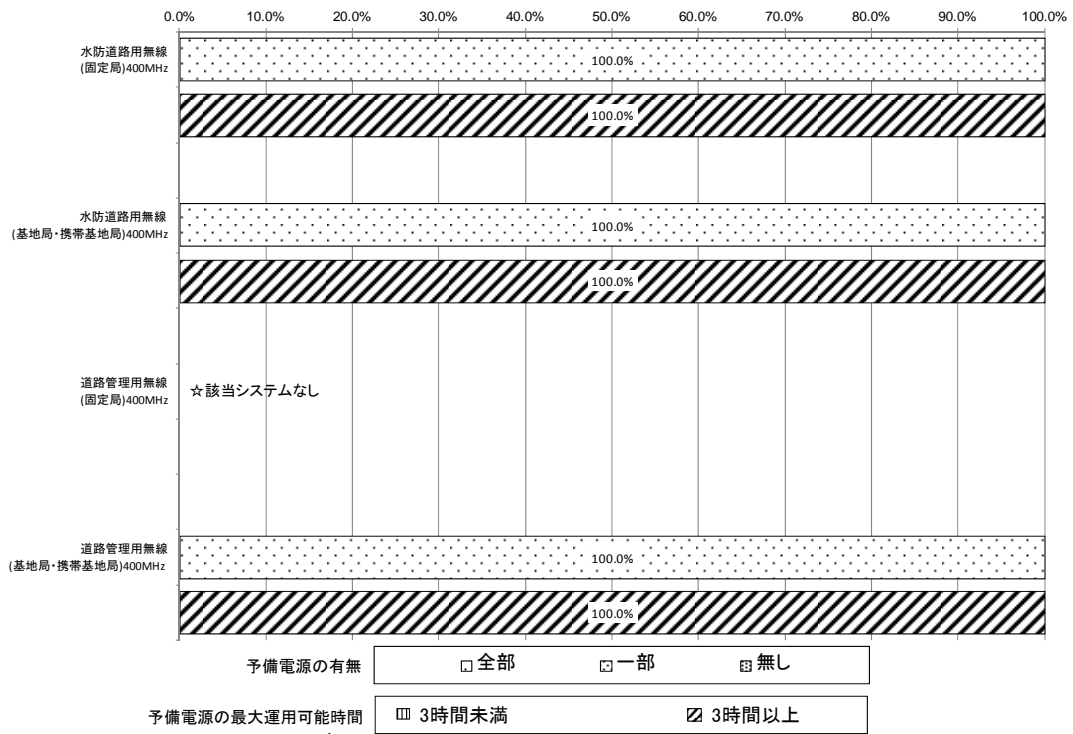 0.0% 10.0% 20.0% 30.0% 40.0% 50.0% 60.0% 70.0% 80.0% 90.0% 100.0%
水防道路用無線
(固定局)400MHz
100.0%
100.0%
水防道路用無線
(基地局・携帯基地局)400MHz
100.0%
100.0%
道路管理用無線
(固定局)400MHz
☆該当システムなし
道路管理用無線
(基地局・携帯基地局)400MHz
100.0%
100.0%
予備電源の有無 全部 一部 無し
予備電源の最大運用可能時間 3時間未満 3時間以上